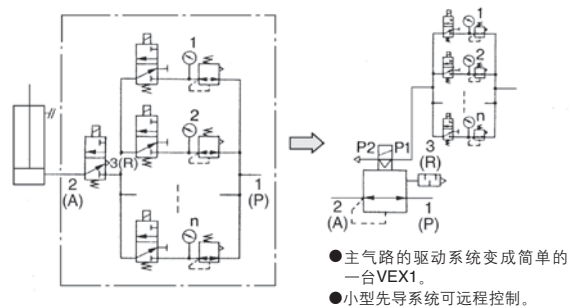 1
2
n
3(R)
2
(A)
1
(P)
1
2
n
P2 P1
3
(R)
2
(A)
1
(P)
●主气路的驱动系统变成简单的
一台VEX1。
●小型先导系统可远程控制。